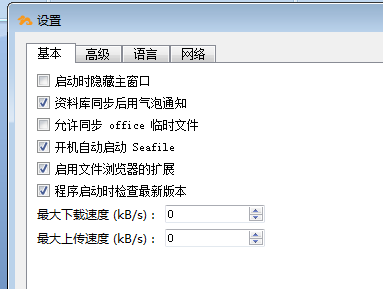 设置
基本 高级 语言 网络
启动时隐藏主窗口
资料库同步后用气泡通知
允许同步 office 临时文件
开机自动启动 Seafile
启用文件浏览器的扩展
程序启动时检查最新版本
最大下载速度 (kB/s) : 0
最大上传速度 (kB/s) : 0